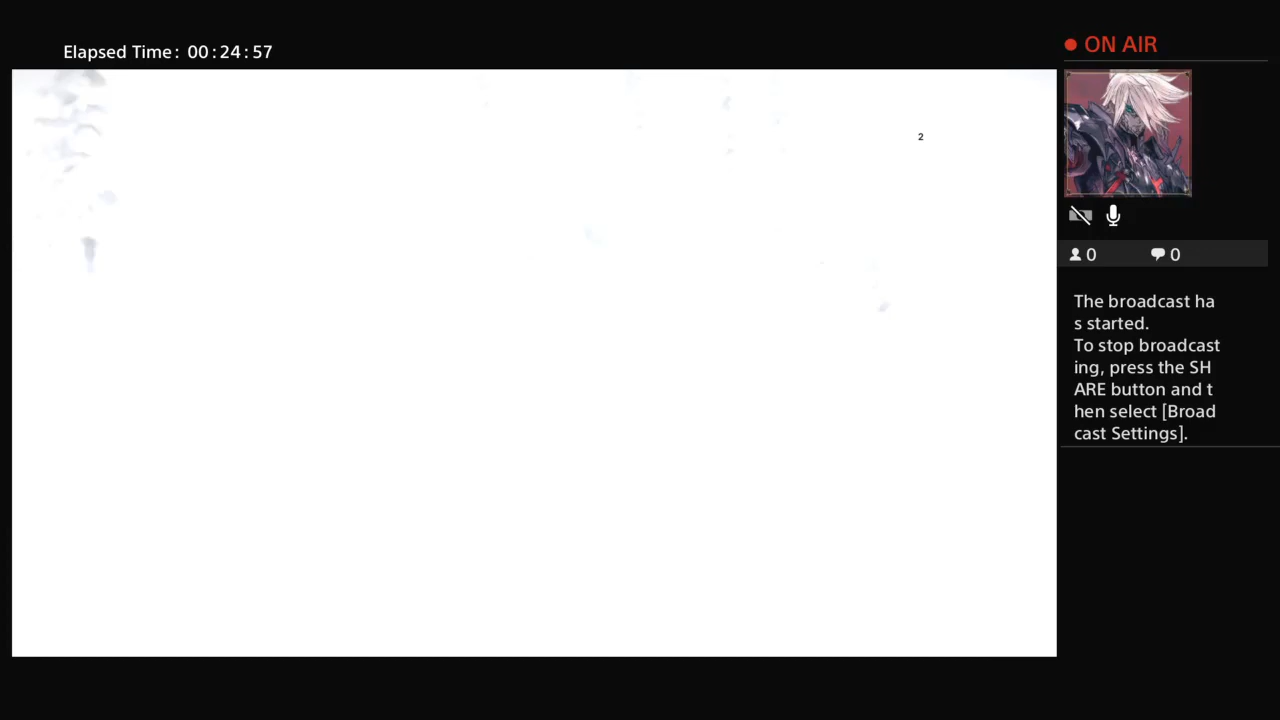 Elapsed Time: 00:24:57
ON AIR
2
0 0
The broadcast ha
s started.
To stop broadcast
ing, press the SH
ARE button and t
hen select [Broad
cast Settings].